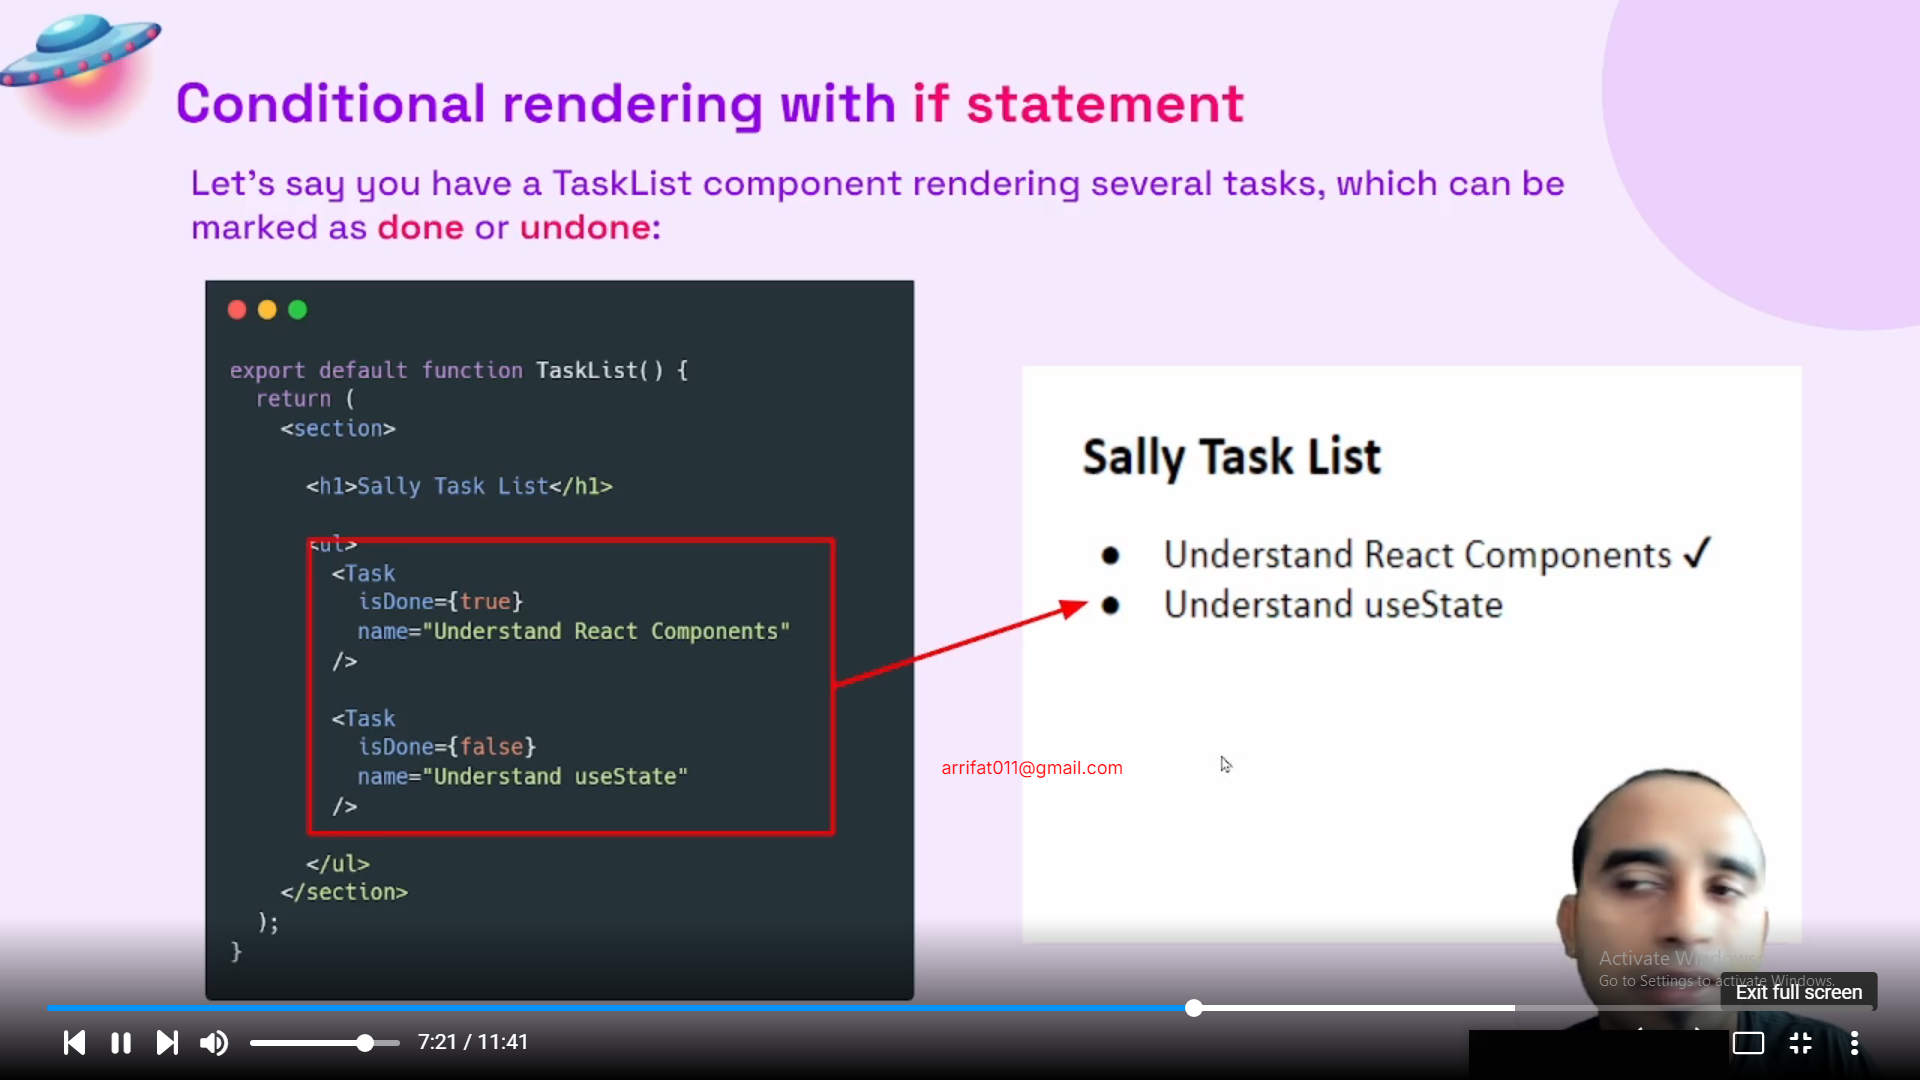 Conditional rendering with if statement
Let's say you have a TaskList component rendering several tasks, which can be
marked as done or undone:
export default function TaskList() {
return (
<section>
<h1>Sally Task List</h1>
<ul>
<Task
isDone={true}
name="Understand React Components"
/>
<Task
isDone={false}
name="Understand useState"
/>
</ul>
</section>
);
}
Sally Task List
● Understand React Components ✓
● Understand useState
arrifat011@gmail.com
Activate Windows
Go to Settings to activate Windows.
Exit full screen
7:21 / 11:41